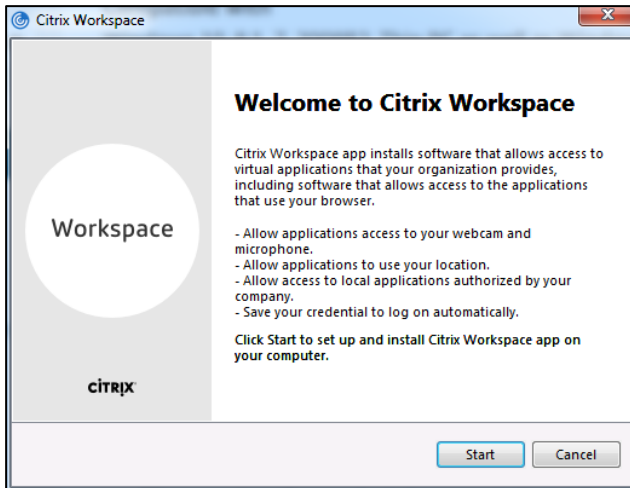 Citrix Workspace
Welcome to Citrix Workspace
Citrix Workspace app installs software that allows access to
virtual applications that your organization provides,
including software that allows access to the applications
that use your browser.
- Allow applications access to your webcam and
microphone.
- Allow applications to use your location.
- Allow access to local applications authorized by your
company.
- Save your credential to log on automatically.
Click Start to set up and install Citrix Workspace app on
your computer.
Workspace
CITRIX
Start
Cancel